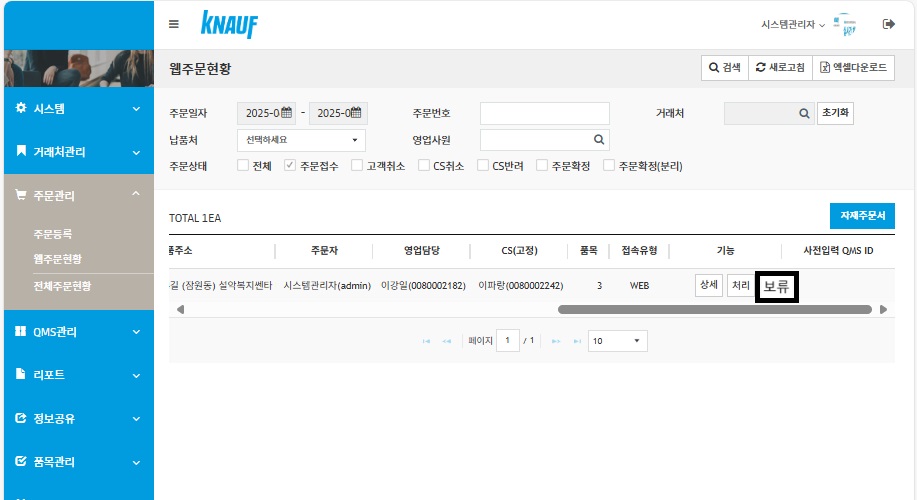 KNAUF
시스템관리자
웹주문현황
검색 새로고침 엑셀다운로드
시스템
거래처관리
주문관리
주문등록
웹주문현황
전체주문현황
QMS관리
리포트
정보공유
품목관리
주문일자 2025-0 - 2025-0 주문번호 거래처 초기화
납품처 선택하세요 영업사원
주문상태 전체 주문접수 고객취소 CS취소 CS반려 주문확정 주문확정(분리)
TOTAL 1EA 자재주문서
품주소 주문자 영업담당 CS(고정) 품목 접속유형 기능 사전입력 QMS ID
길 (장원동) 설악복지쎈타 시스템관리자(admin) 이강일(0080002182) 이파랑(0080002242) 3 WEB 상세 처리 보류
페이지 1 / 1 10